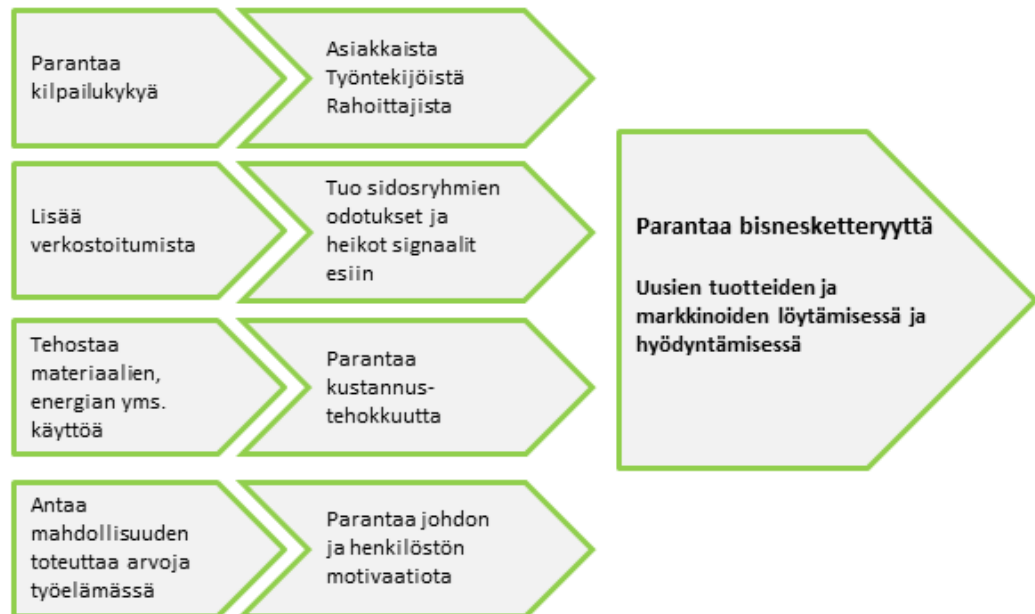 Parantaa
kilpailukykyä
Asiakkaista
Työntekijöistä
Rahoittajista
Lisää
verkostoitumista
Tuo sidosryhmien
odotukset ja
heikot signaalit
esiin
Tehostaa
materiaalien,
energian yms.
käyttöä
Parantaa
kustannus-
tehokkuutta
Antaa
mahdollisuuden
toteuttaa arvoja
työelämässä
Parantaa johdon
ja henkilöstön
motivaatiota
Parantaa bisnesketteryyttä
Uusien tuotteiden ja
markkinoiden löytämisessä ja
hyödyntämisessä